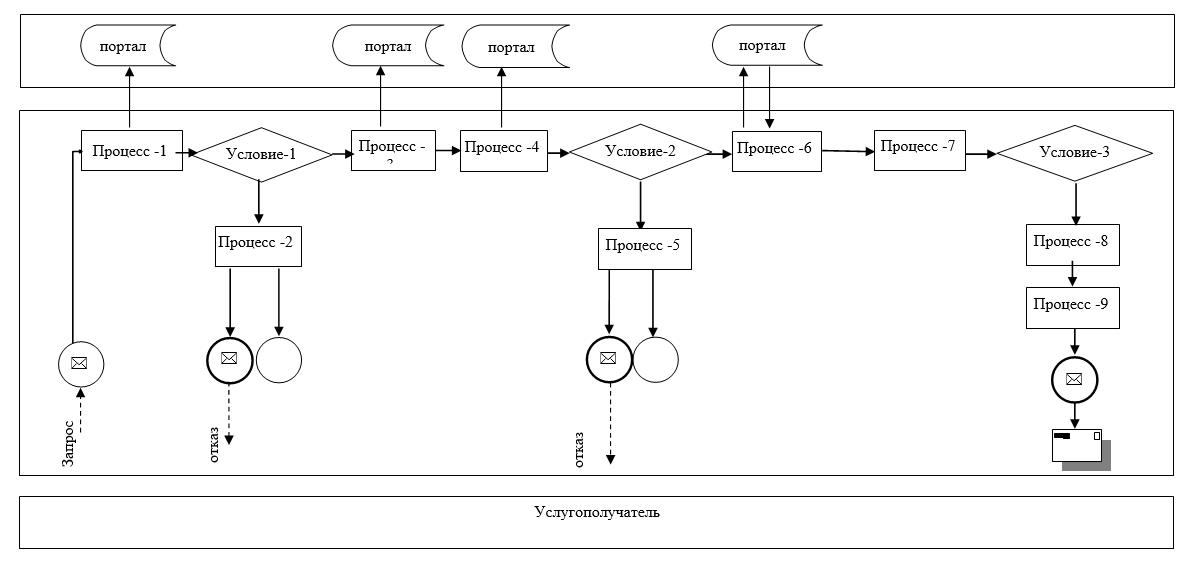 портал
портал
портал
портал
Процесс -1
Условие-1
Процесс -
Процесс -4
Условие-2
Процесс -6
Процесс -7
Условие-3
Процесс -2
Процесс -5
Процесс -8
Процесс -9
Запрос
отказ
отказ
Услугополучатель